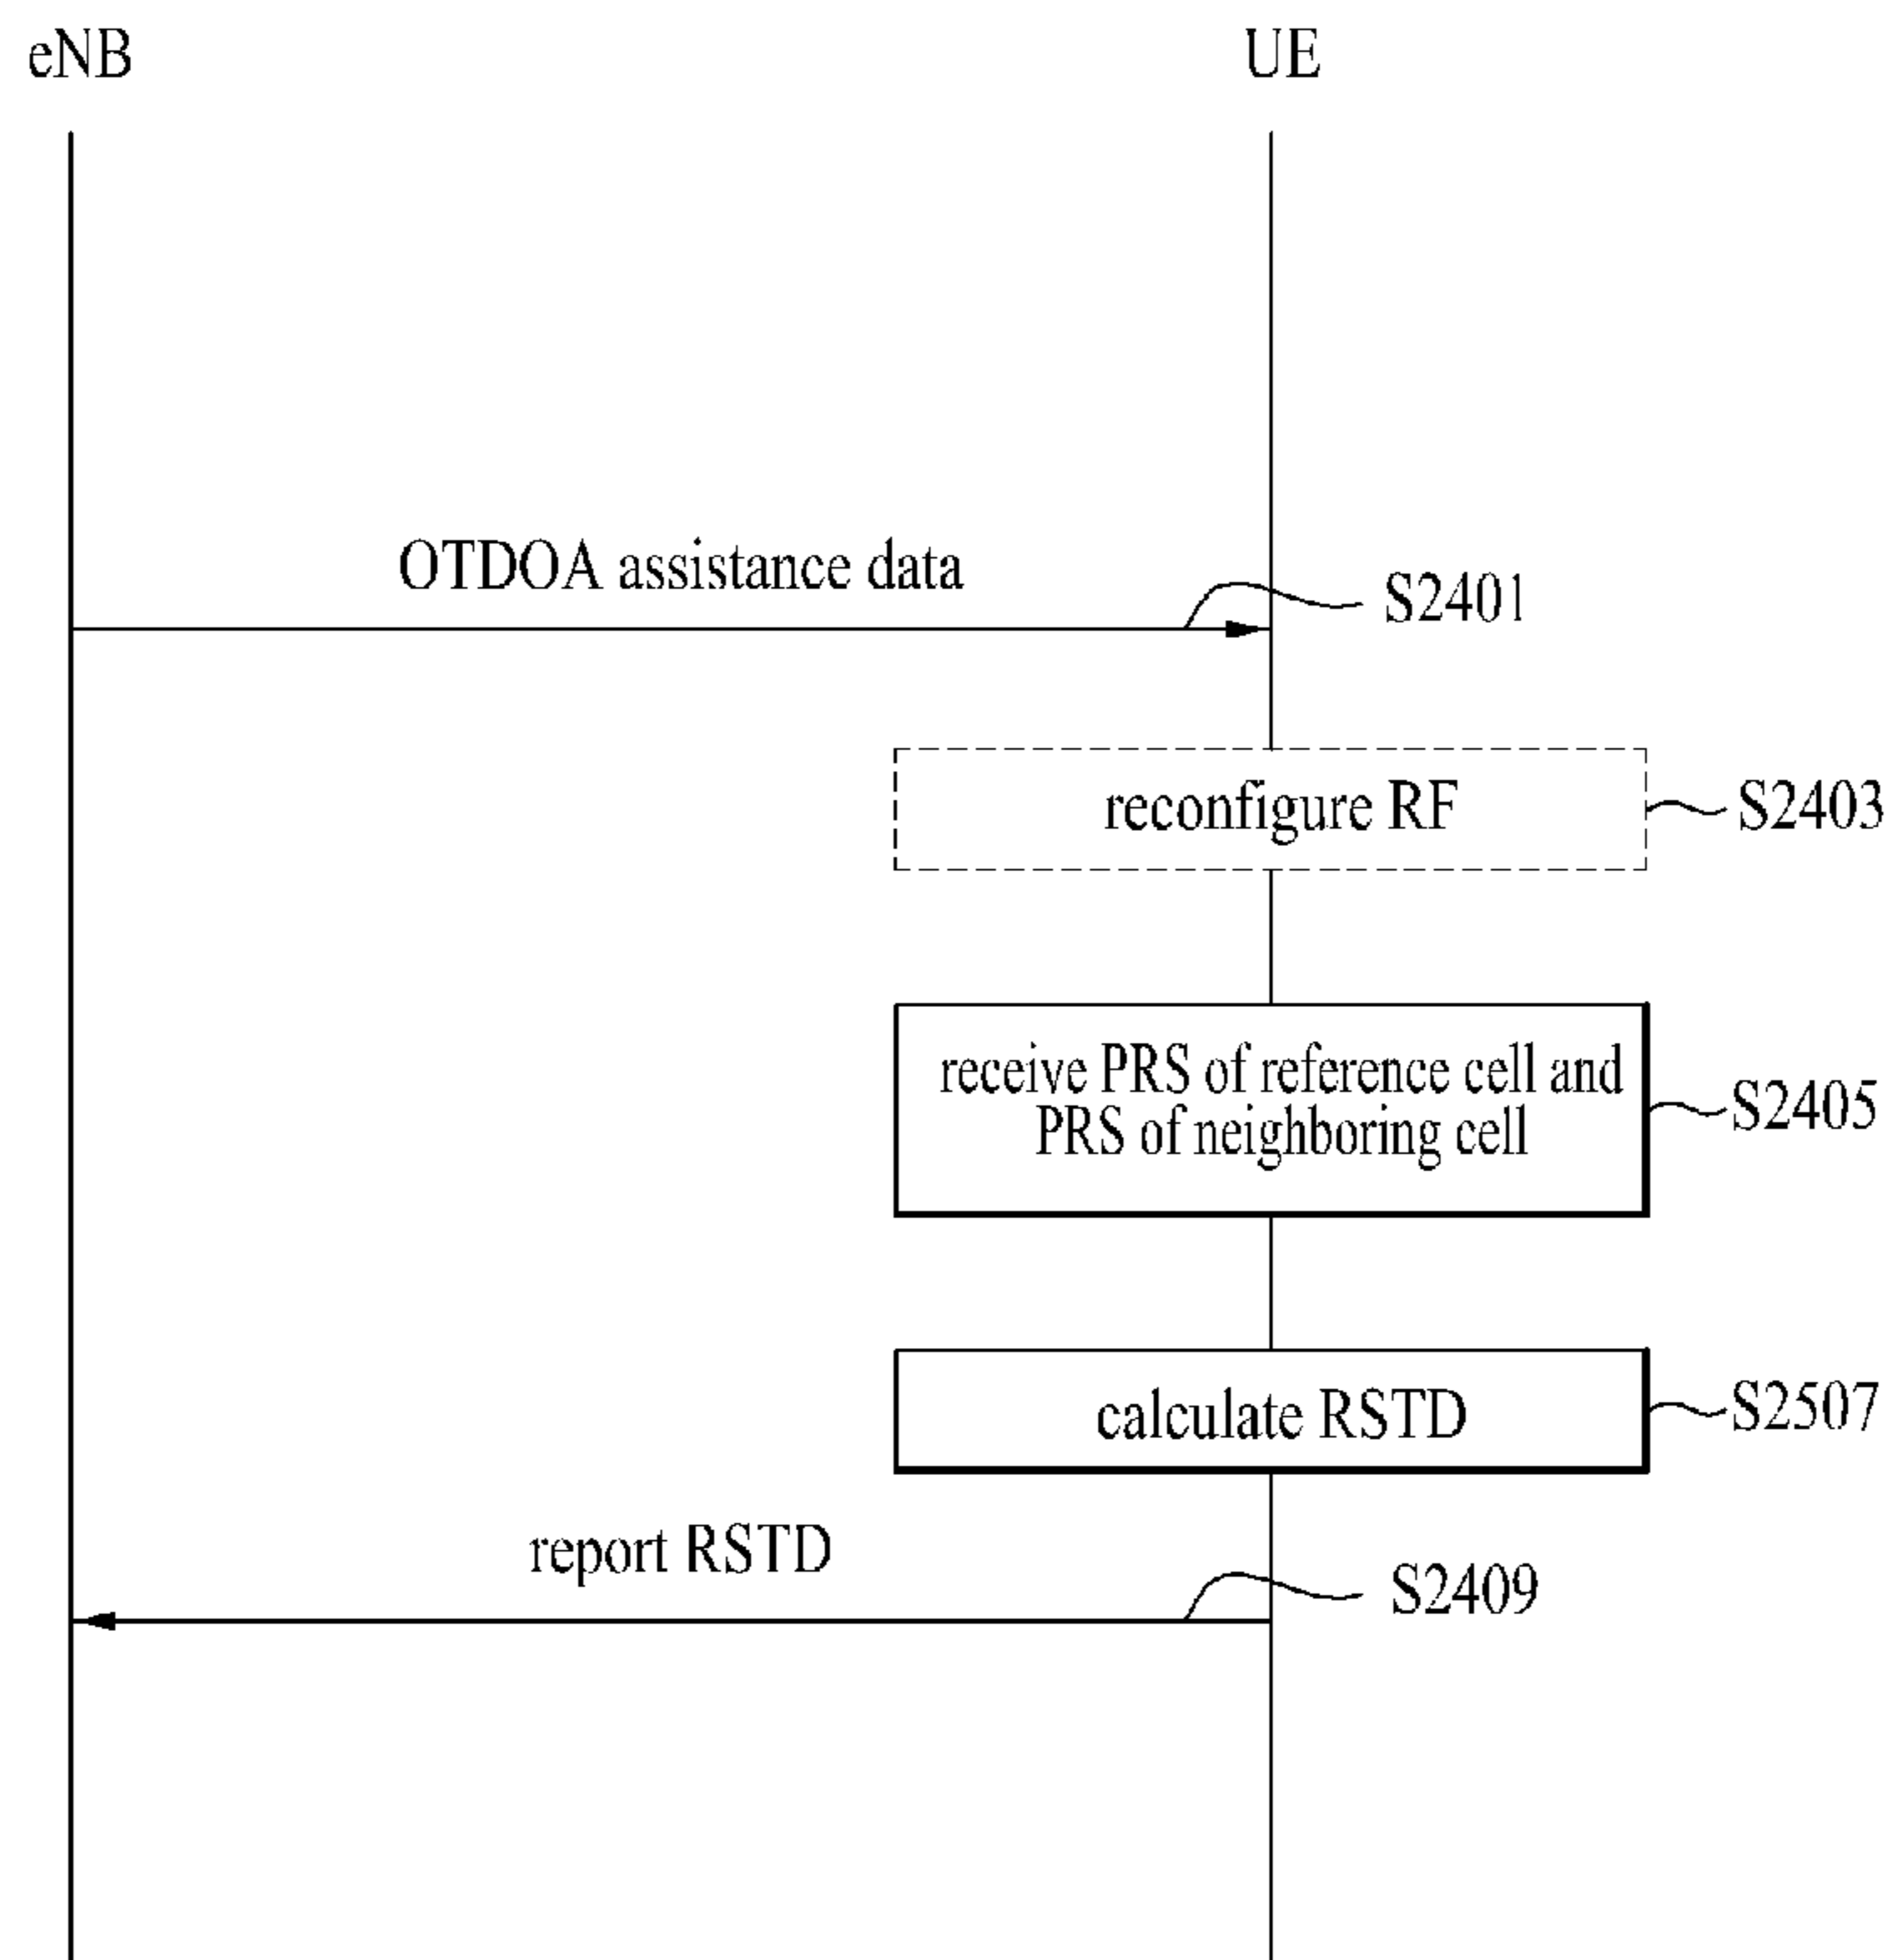 eNB
UE
OTDOA assistance data
S2401
reconfigure RF
S2403
receive PRS of reference cell and
PRS of neighboring cell
S2405
calculate RSTD
S2507
report RSTD
S2409